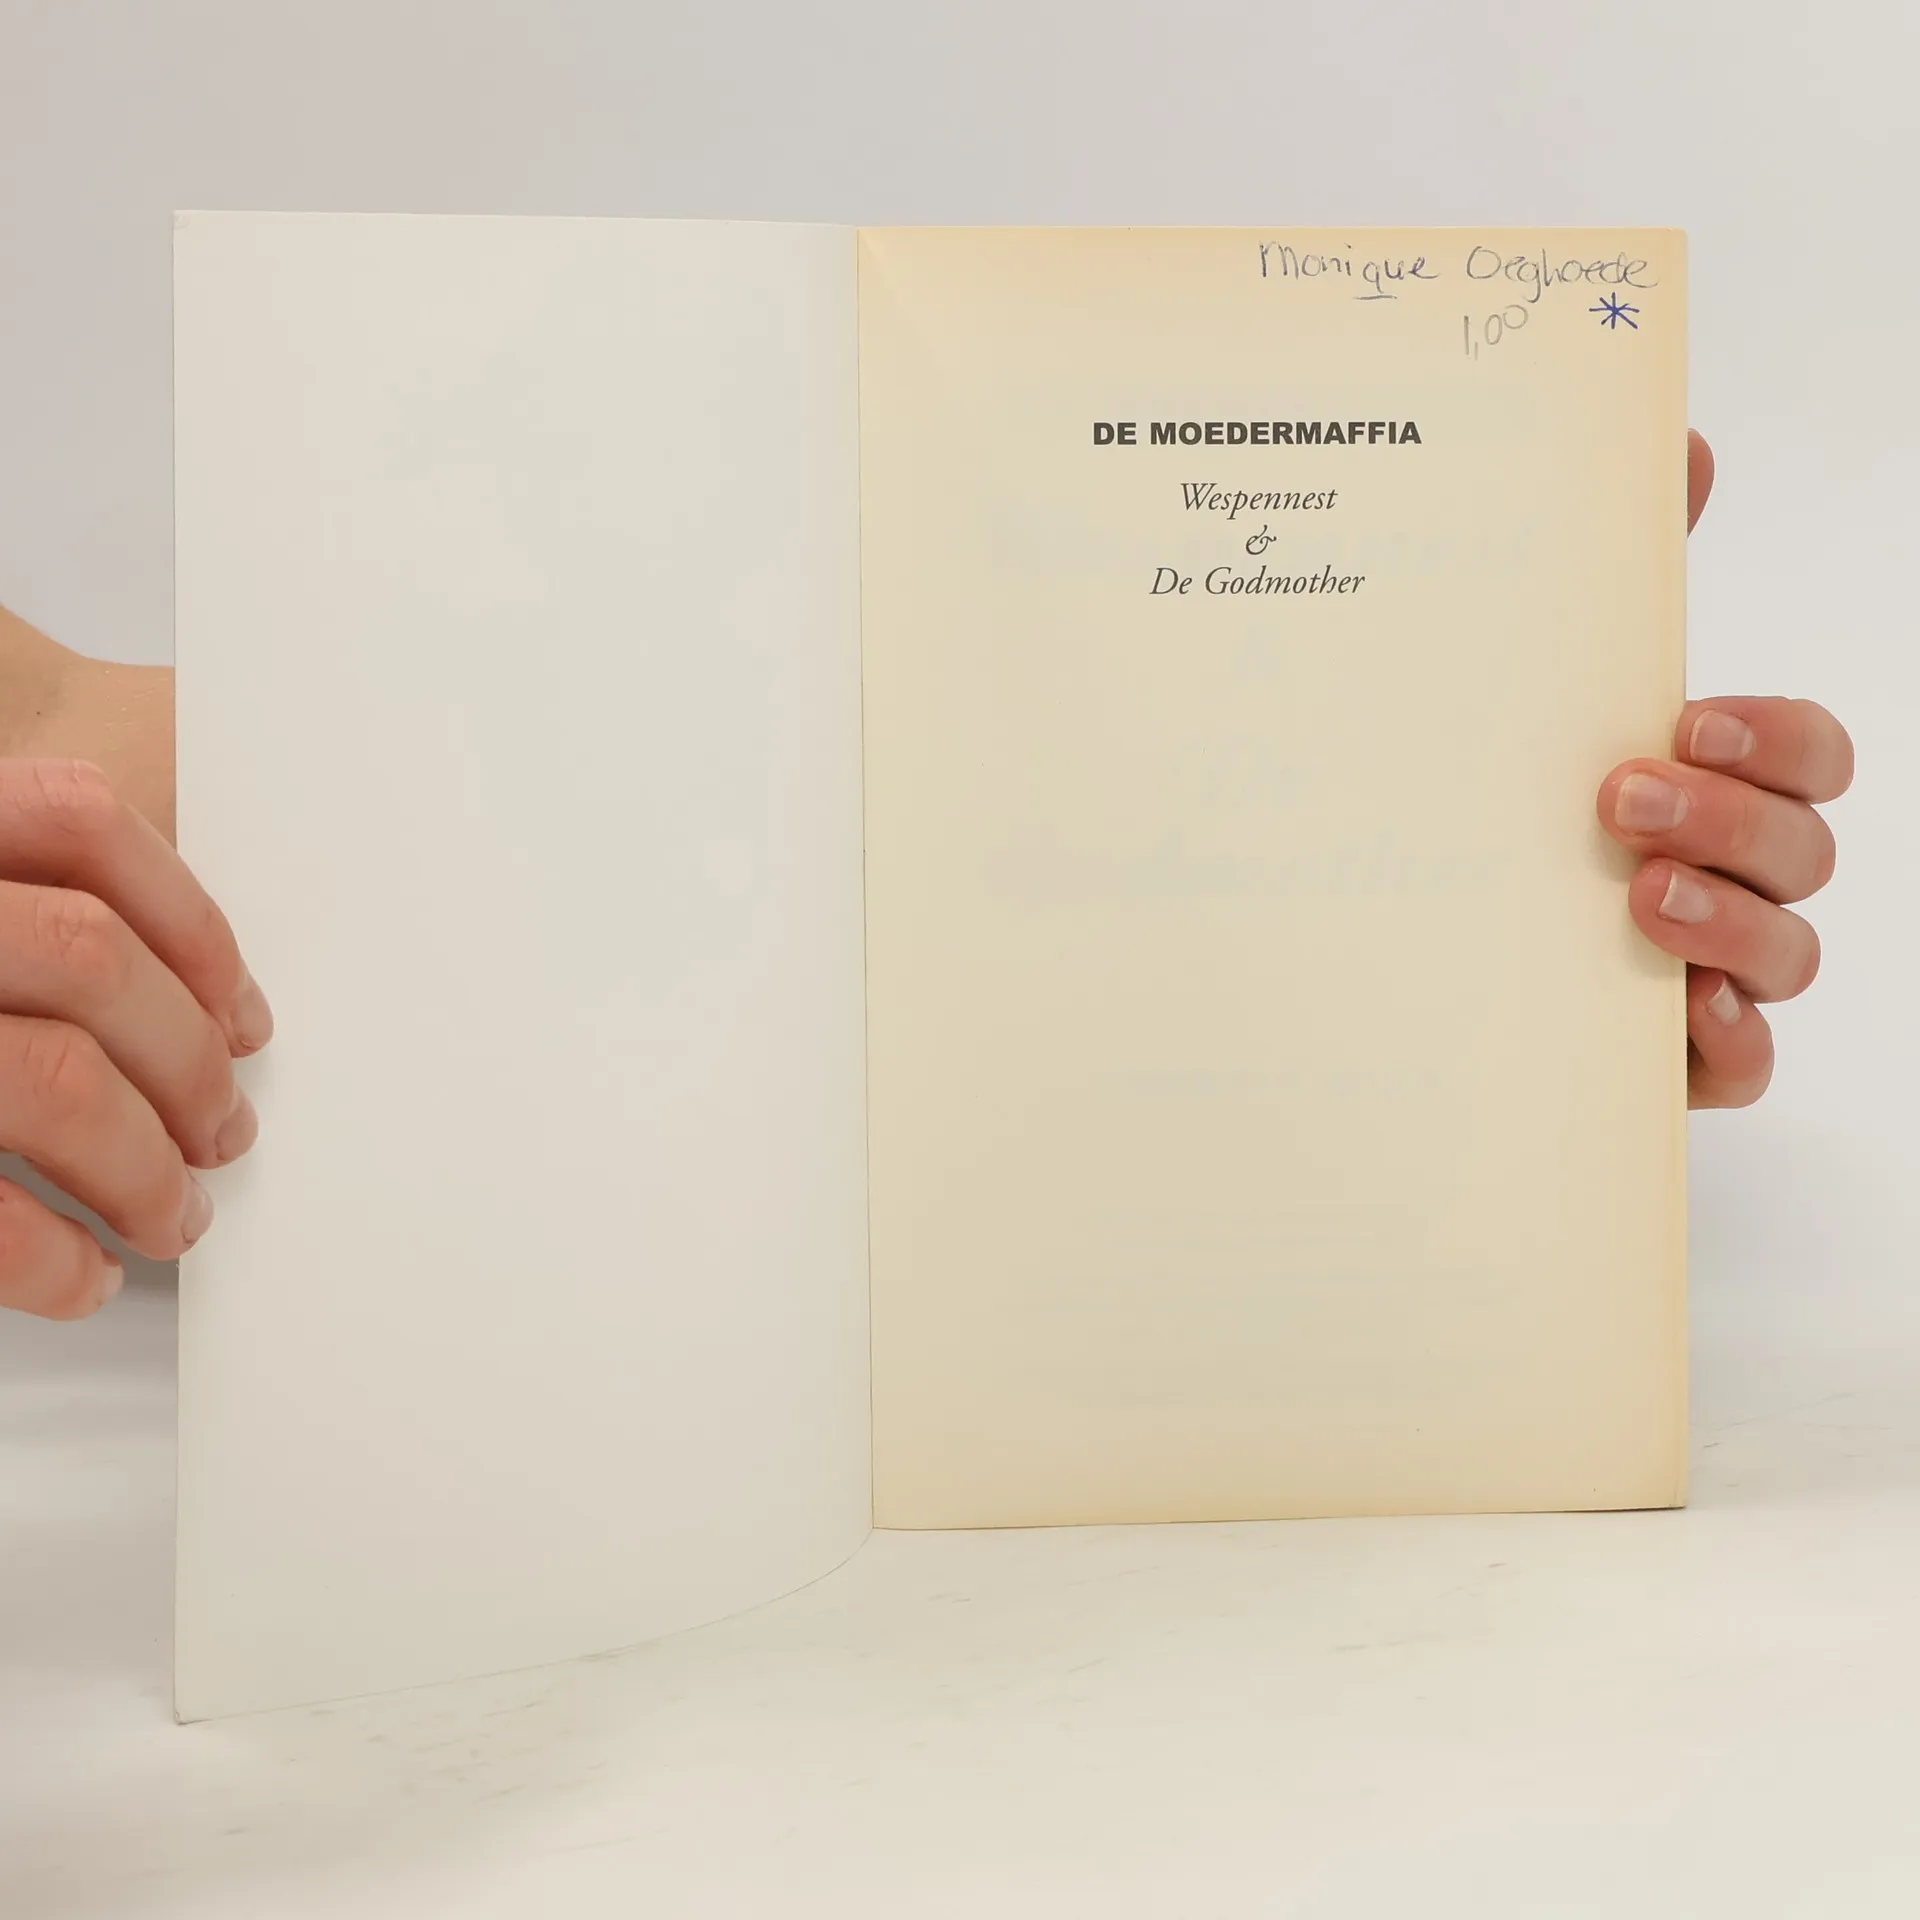 Monique Oeghoede
1,00 *
DE MOEDERMAFFIA
Wespennest
&
De Godmother